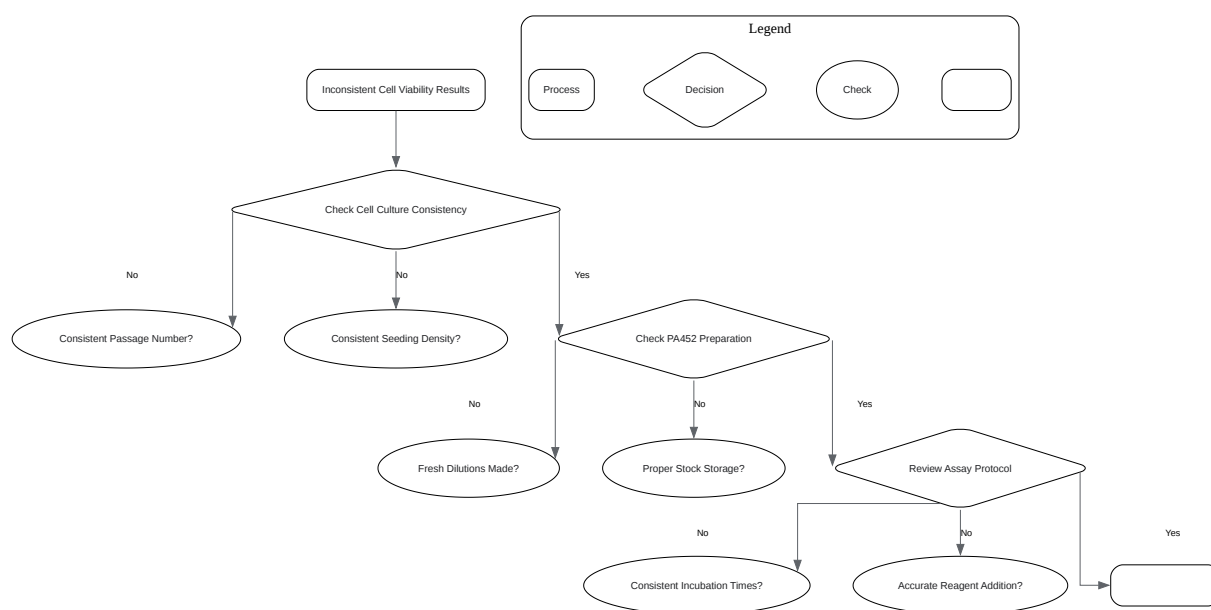 Legend
Process
Decision
Check
Inconsistent Cell Viability Results
Check Cell Culture Consistency
No
No
Yes
Consistent Passage Number?
Consistent Seeding Density?
Check PA452 Preparation
No
No
Yes
Fresh Dilutions Made?
Proper Stock Storage?
Review Assay Protocol
No
No
Yes
Consistent Incubation Times?
Accurate Reagent Addition?